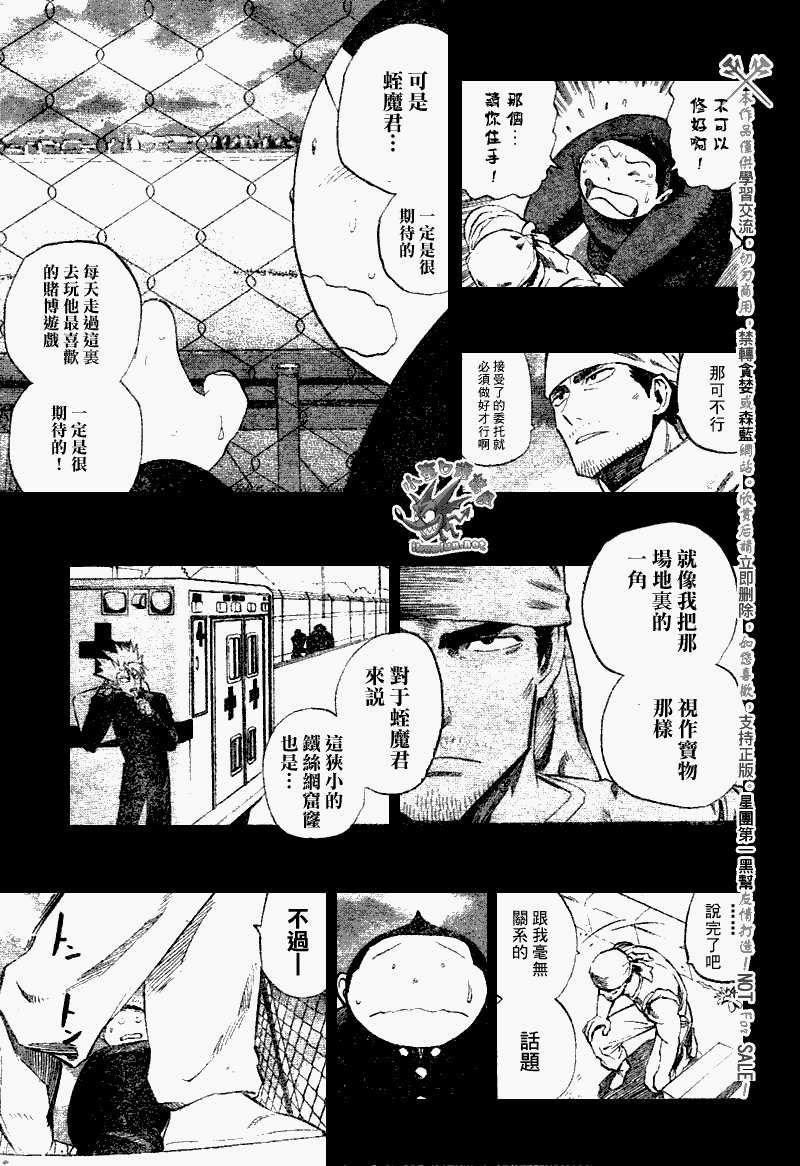 不可以
修好啊！
那個…
請你住手！
那可不行
接受了的委托就
必須做好才行啊
可是
蛭魔君…
一定是很
期待的
每天走過這裏
去玩他最喜歡
的賭博遊戲
一定是很
期待的！
就像我把那
場地裏的
一角
視作寶物
那樣
對于蛭魔君
來説
這狹小的
鐵絲網窟窿
也是…
……
說完了吧
跟我毫無
關系的
話題
不過—
トン
トン
本作品僅供學習交流，勿勿商用，禁轉貪婪或森藍網站。欣賞后請立即删除，如您喜歡，支持正版。星團第一黑幫友情打造！NOT For SALE！